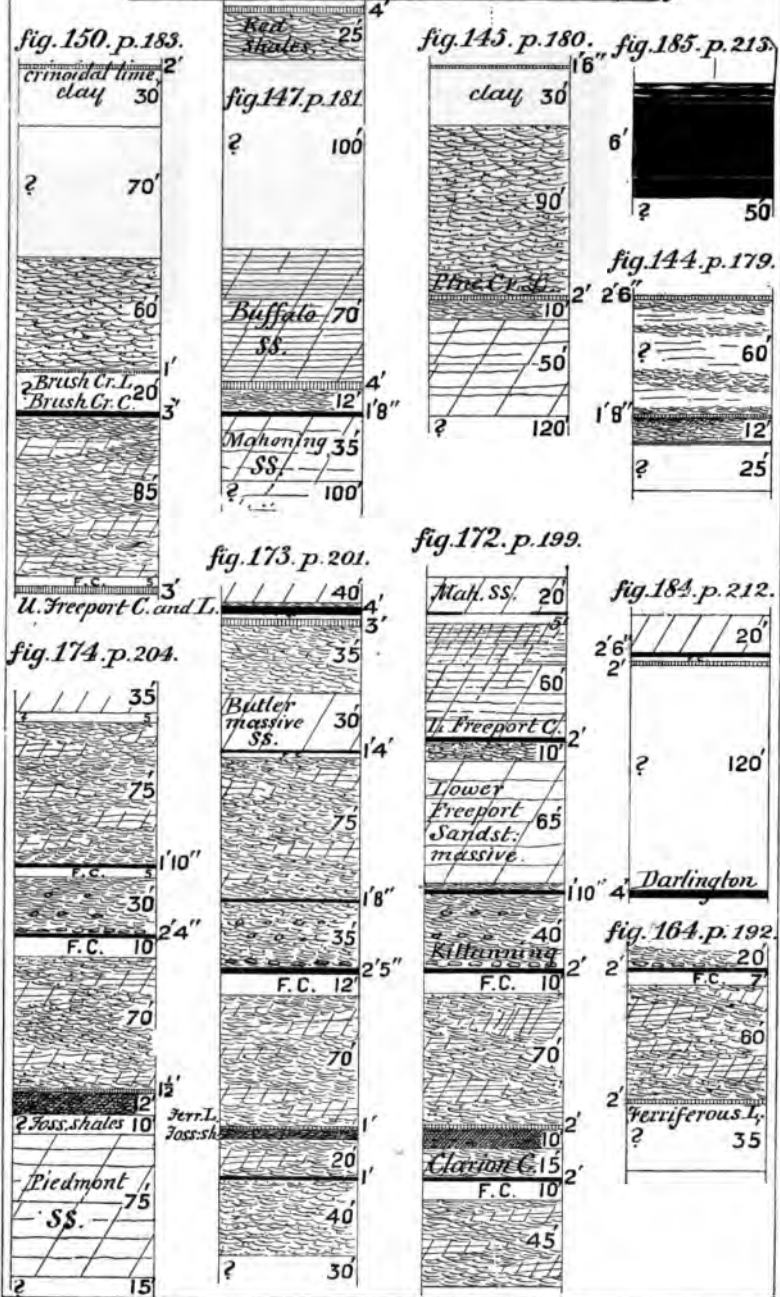 fig.150. p.183.
2'
crinoidal lime.
clay 30'
? 70'
60'
1'
? Brush Cr. L. 20'
Brush Cr. C. 3'
85'
F.C. 5
3'
U. Freeport C. and L.
fig.174. p.204.
35'
4 5
75'
1'10"
F.C. 5
30'
2'4"
F.C. 10'
70'
1½'
2'
? Foss. shales 10'
Piedmont 75'
SS.
? 15'
4'
Red 25'
shales.
fig.147. p.181
? 100'
Buffalo 70'
SS.
4'
12'
1'8"
Mahoning 35'
SS.
? 100'
fig.173. p.201.
40'
4'
3'
35'
Butler
massive 30'
SS.
1'4"
75'
1'8"
35'
2'5"
F.C. 12'
70'
Ferr. L. 1'
Foss. sh
20'
1'
40'
? 30'
fig.145. p.180.
1'6"
clay 30'
90'
Pine Cr. L. 2'
10'
50'
? 120'
fig.172. p.199.
Mah. SS. 20'
5'
60'
L. Freeport C. 2'
10'
Lower
Freeport
Sandst: 65'
massive.
1'10"
40'
Kittanning 2'
F.C. 10'
70'
2'
10'
Clarion C. 15'
2'
F.C. 10'
45'
fig.185. p.213.
6'
? 50'
fig.144. p.179.
2'6"
? 60'
1'8"
12'
? 25'
fig.184. p.212.
20'
2'6"
F.C.
2'
? 120'
Darlington
4'
fig.164. p.192.
20'
2'
F.C. 7'
60'
2'
Ferriferous L.
? 35